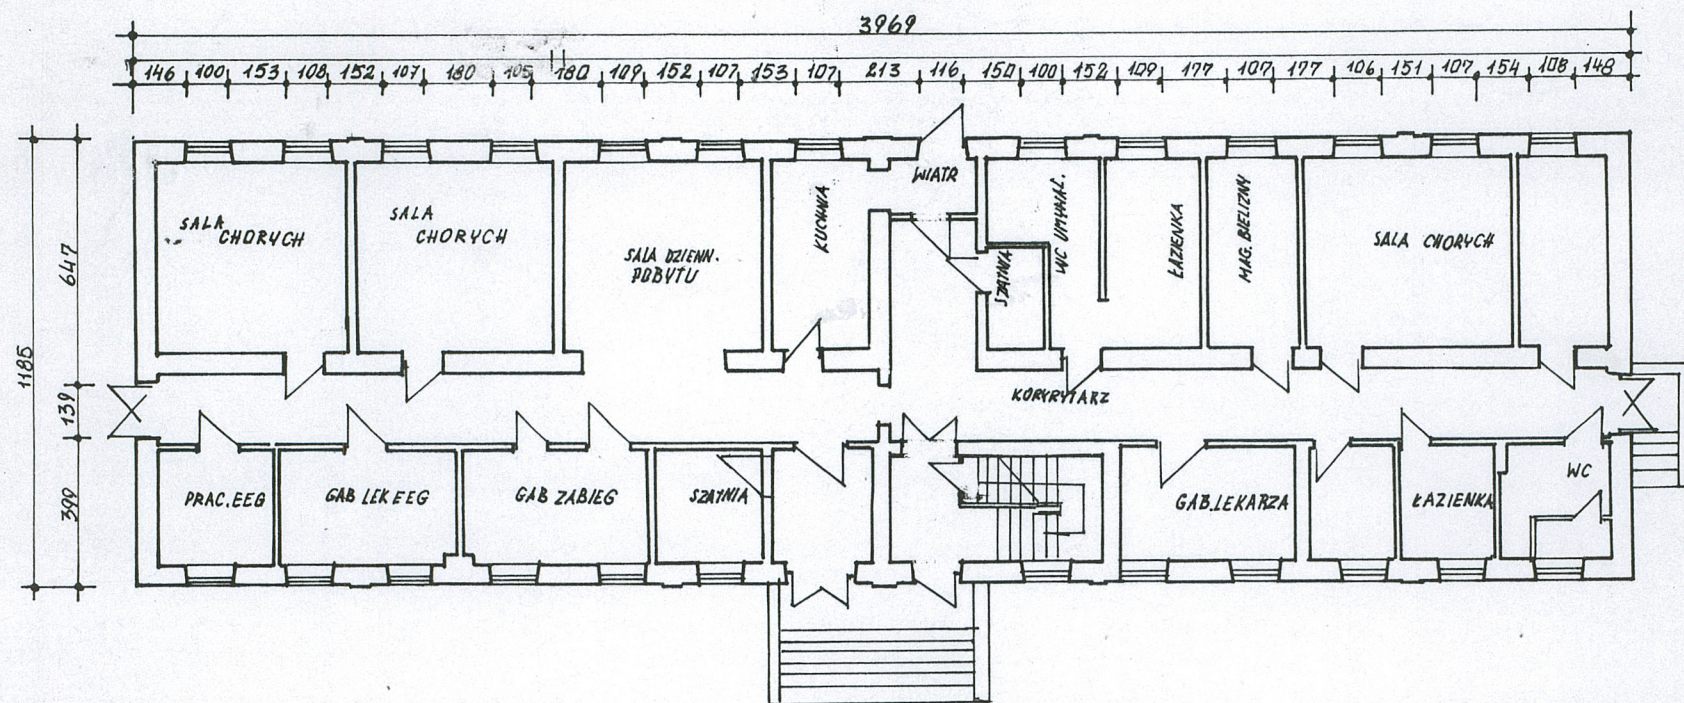 3969
146 100 153 108 152 107 180 105 180 109 152 107 153 107 213 116 150 100 152 109 177 107 177 106 151 107 154 108 148
1185
647
139
399
SALA
CHORYCH
SALA
CHORYCH
SALA DZIENN.
POBYTU
KUCHNIA
WIATR
SZATNIA
WC UMYWAL.
ŁAZIENKA
MAG. BIELIZNY
SALA CHORYCH
KORYRYTARZ
PRAC. EEG
GAB LEK EEG
GAB ZABIEG
SZATNIA
GAB. LEKARZA
ŁAZIENKA
WC